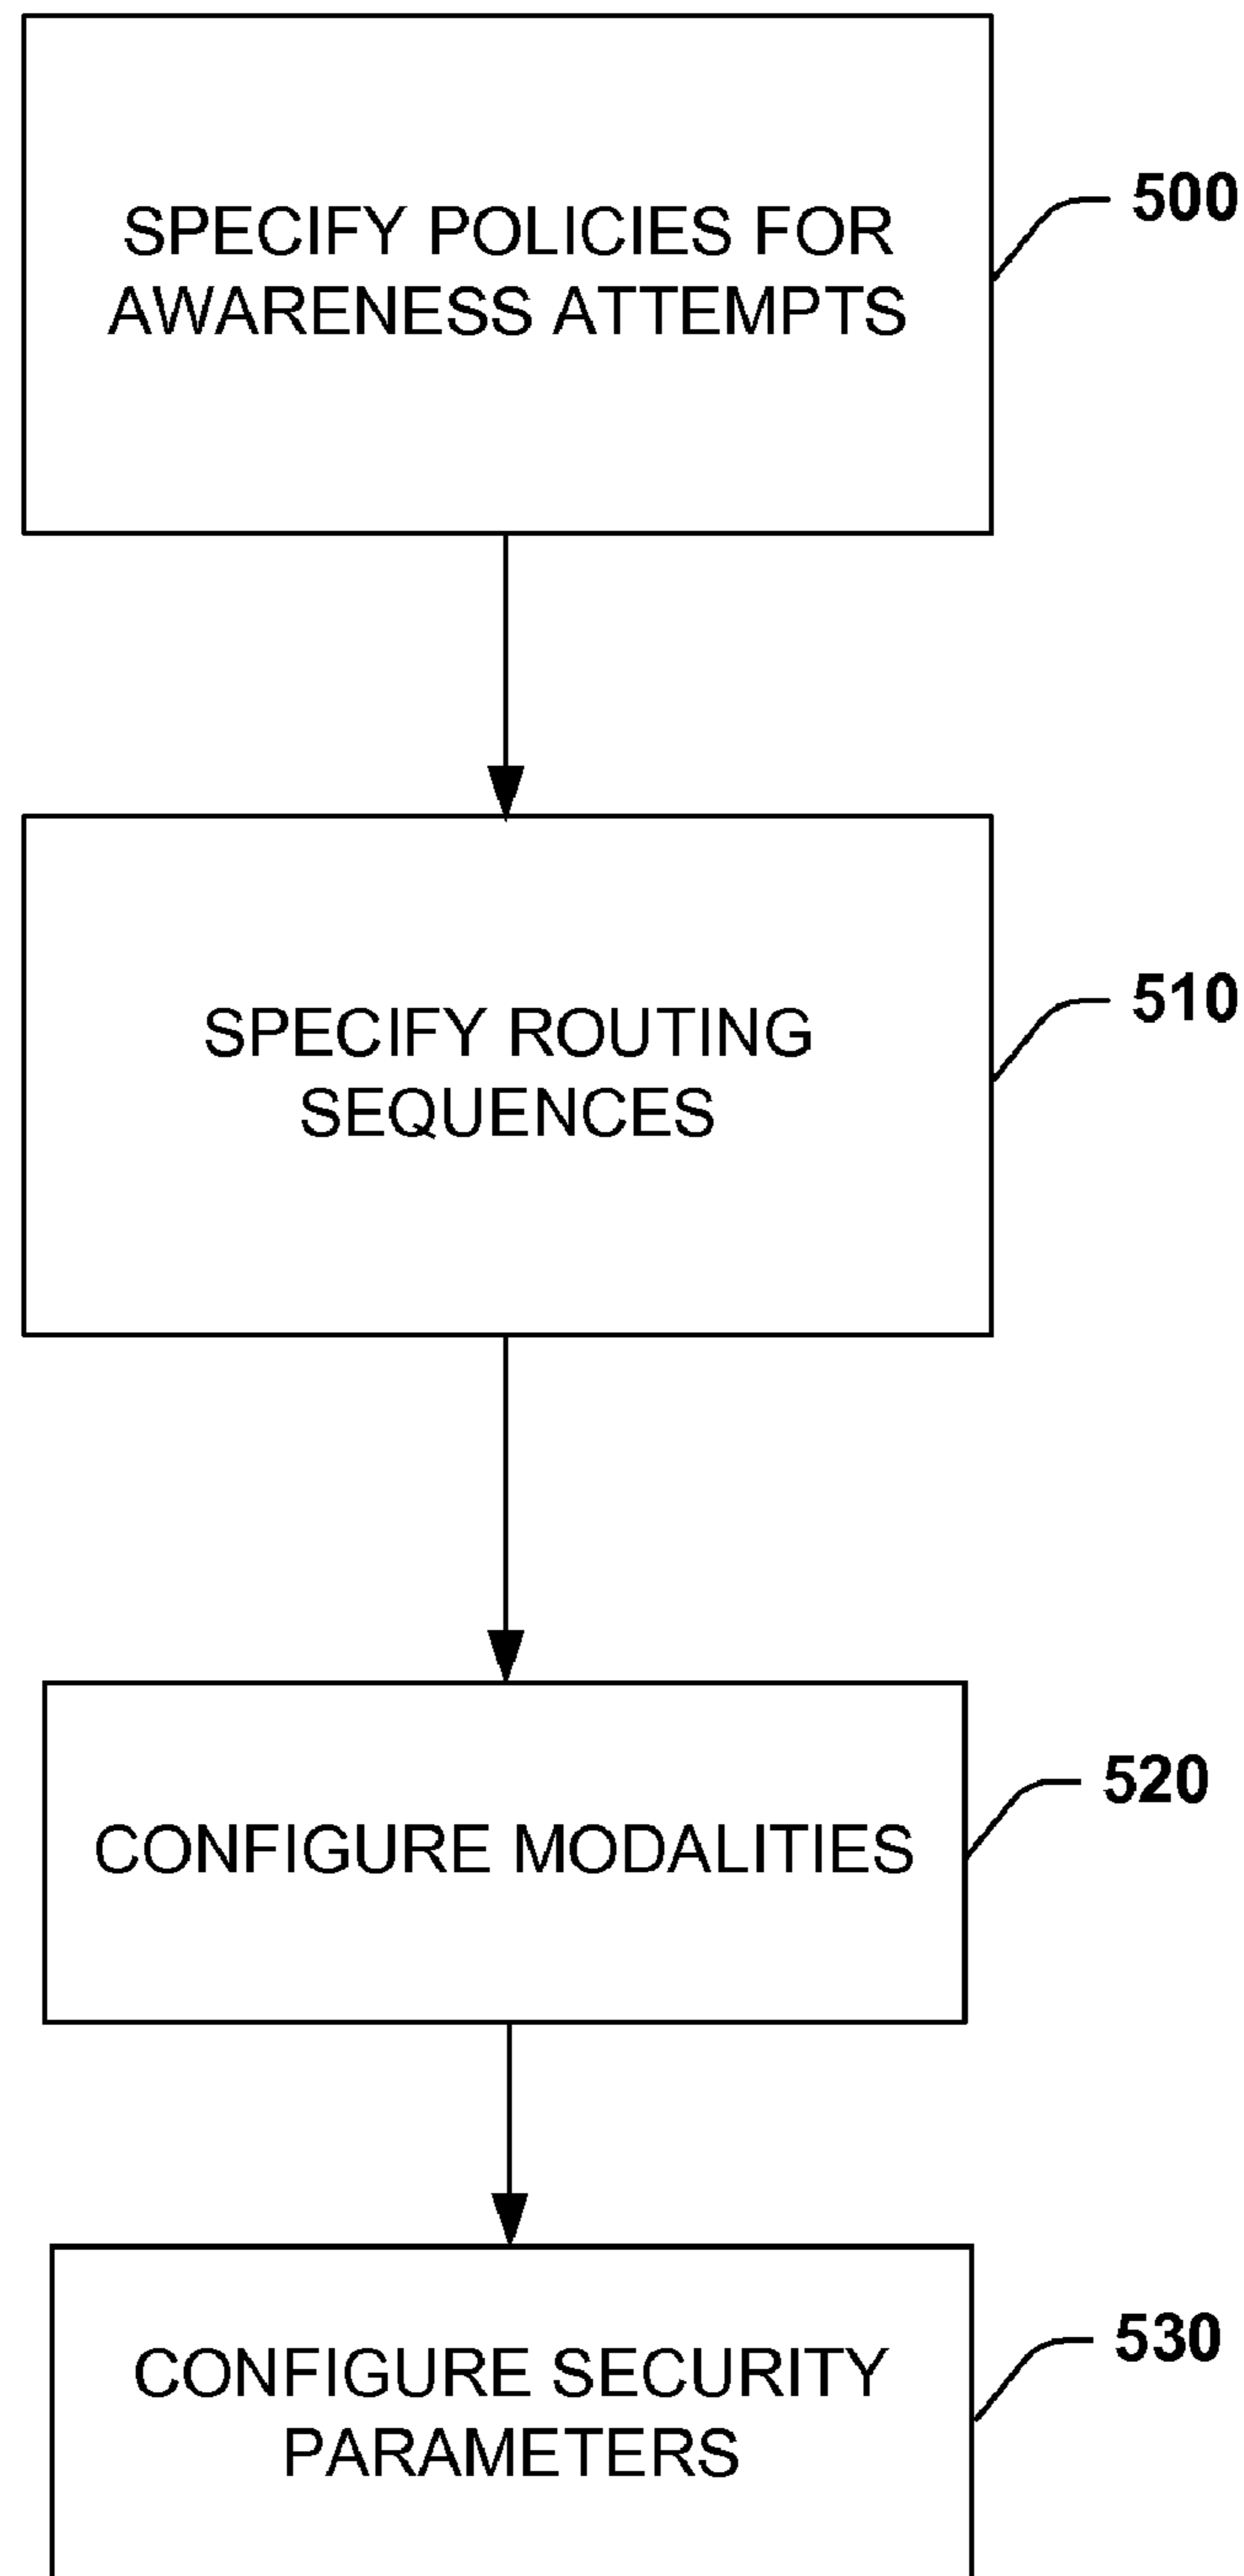 SPECIFY POLICIES FOR
AWARENESS ATTEMPTS
500
SPECIFY ROUTING
SEQUENCES
510
CONFIGURE MODALITIES
520
CONFIGURE SECURITY
PARAMETERS
530